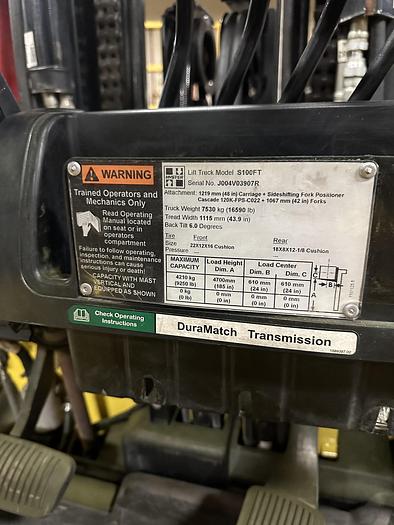 WARNING
Trained Operators and
Mechanics Only
Read Operating
Manual located
on seat or in
operators
compartment
Failure to follow operating,
inspection, and maintenance
instructions can cause
serious injury or death!
CAPACITY WITH MAST
VERTICAL AND
EQUIPPED AS SHOWN
HYSTER
Lift Truck Model S100FT
Serial No. J004V03907R
Attachment: 1219 mm (48 in) Carriage + Sideshifting Fork Positioner
Cascade 120K-FPS-C022 + 1067 mm (42 in) Forks
Truck Weight 7530 kg (16590 lb)
Tread Width 1115 mm (43.9 in)
Back Tilt 6.0 Degrees
Tire Front Rear
Size 22X12X16 Cushion 18X8X12-1/8 Cushion
MAXIMUM CAPACITY Load Height Dim. A Load Center Dim. B Dim. C
4210 kg (9250 lb) 4700mm (185 in) 610 mm (24 in) 610 mm (24 in)
0 kg (0 lb) 0 mm (0 in) 0 mm (0 in) 0 mm (0 in)
A
B
Check Operating
Instructions
DuraMatch Transmission